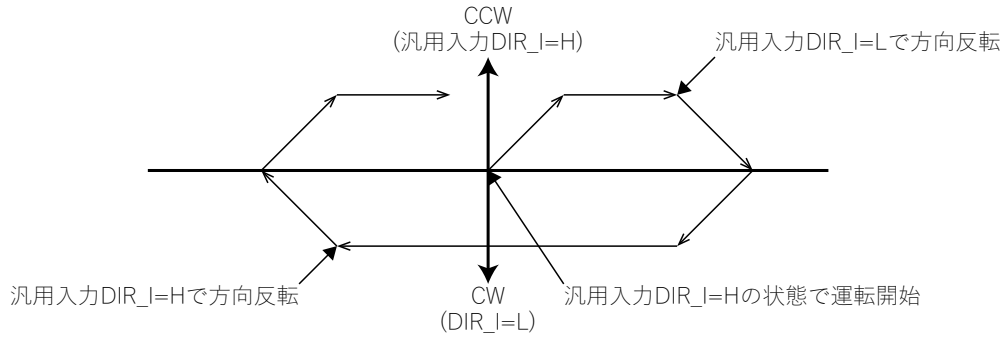 CCW
(汎用入力DIR_I=H)
汎用入力DIR_I=Lで方向反転
汎用入力DIR_I=Hで方向反転
CW
(DIR_I=L)
汎用入力DIR_I=Hの状態で運転開始